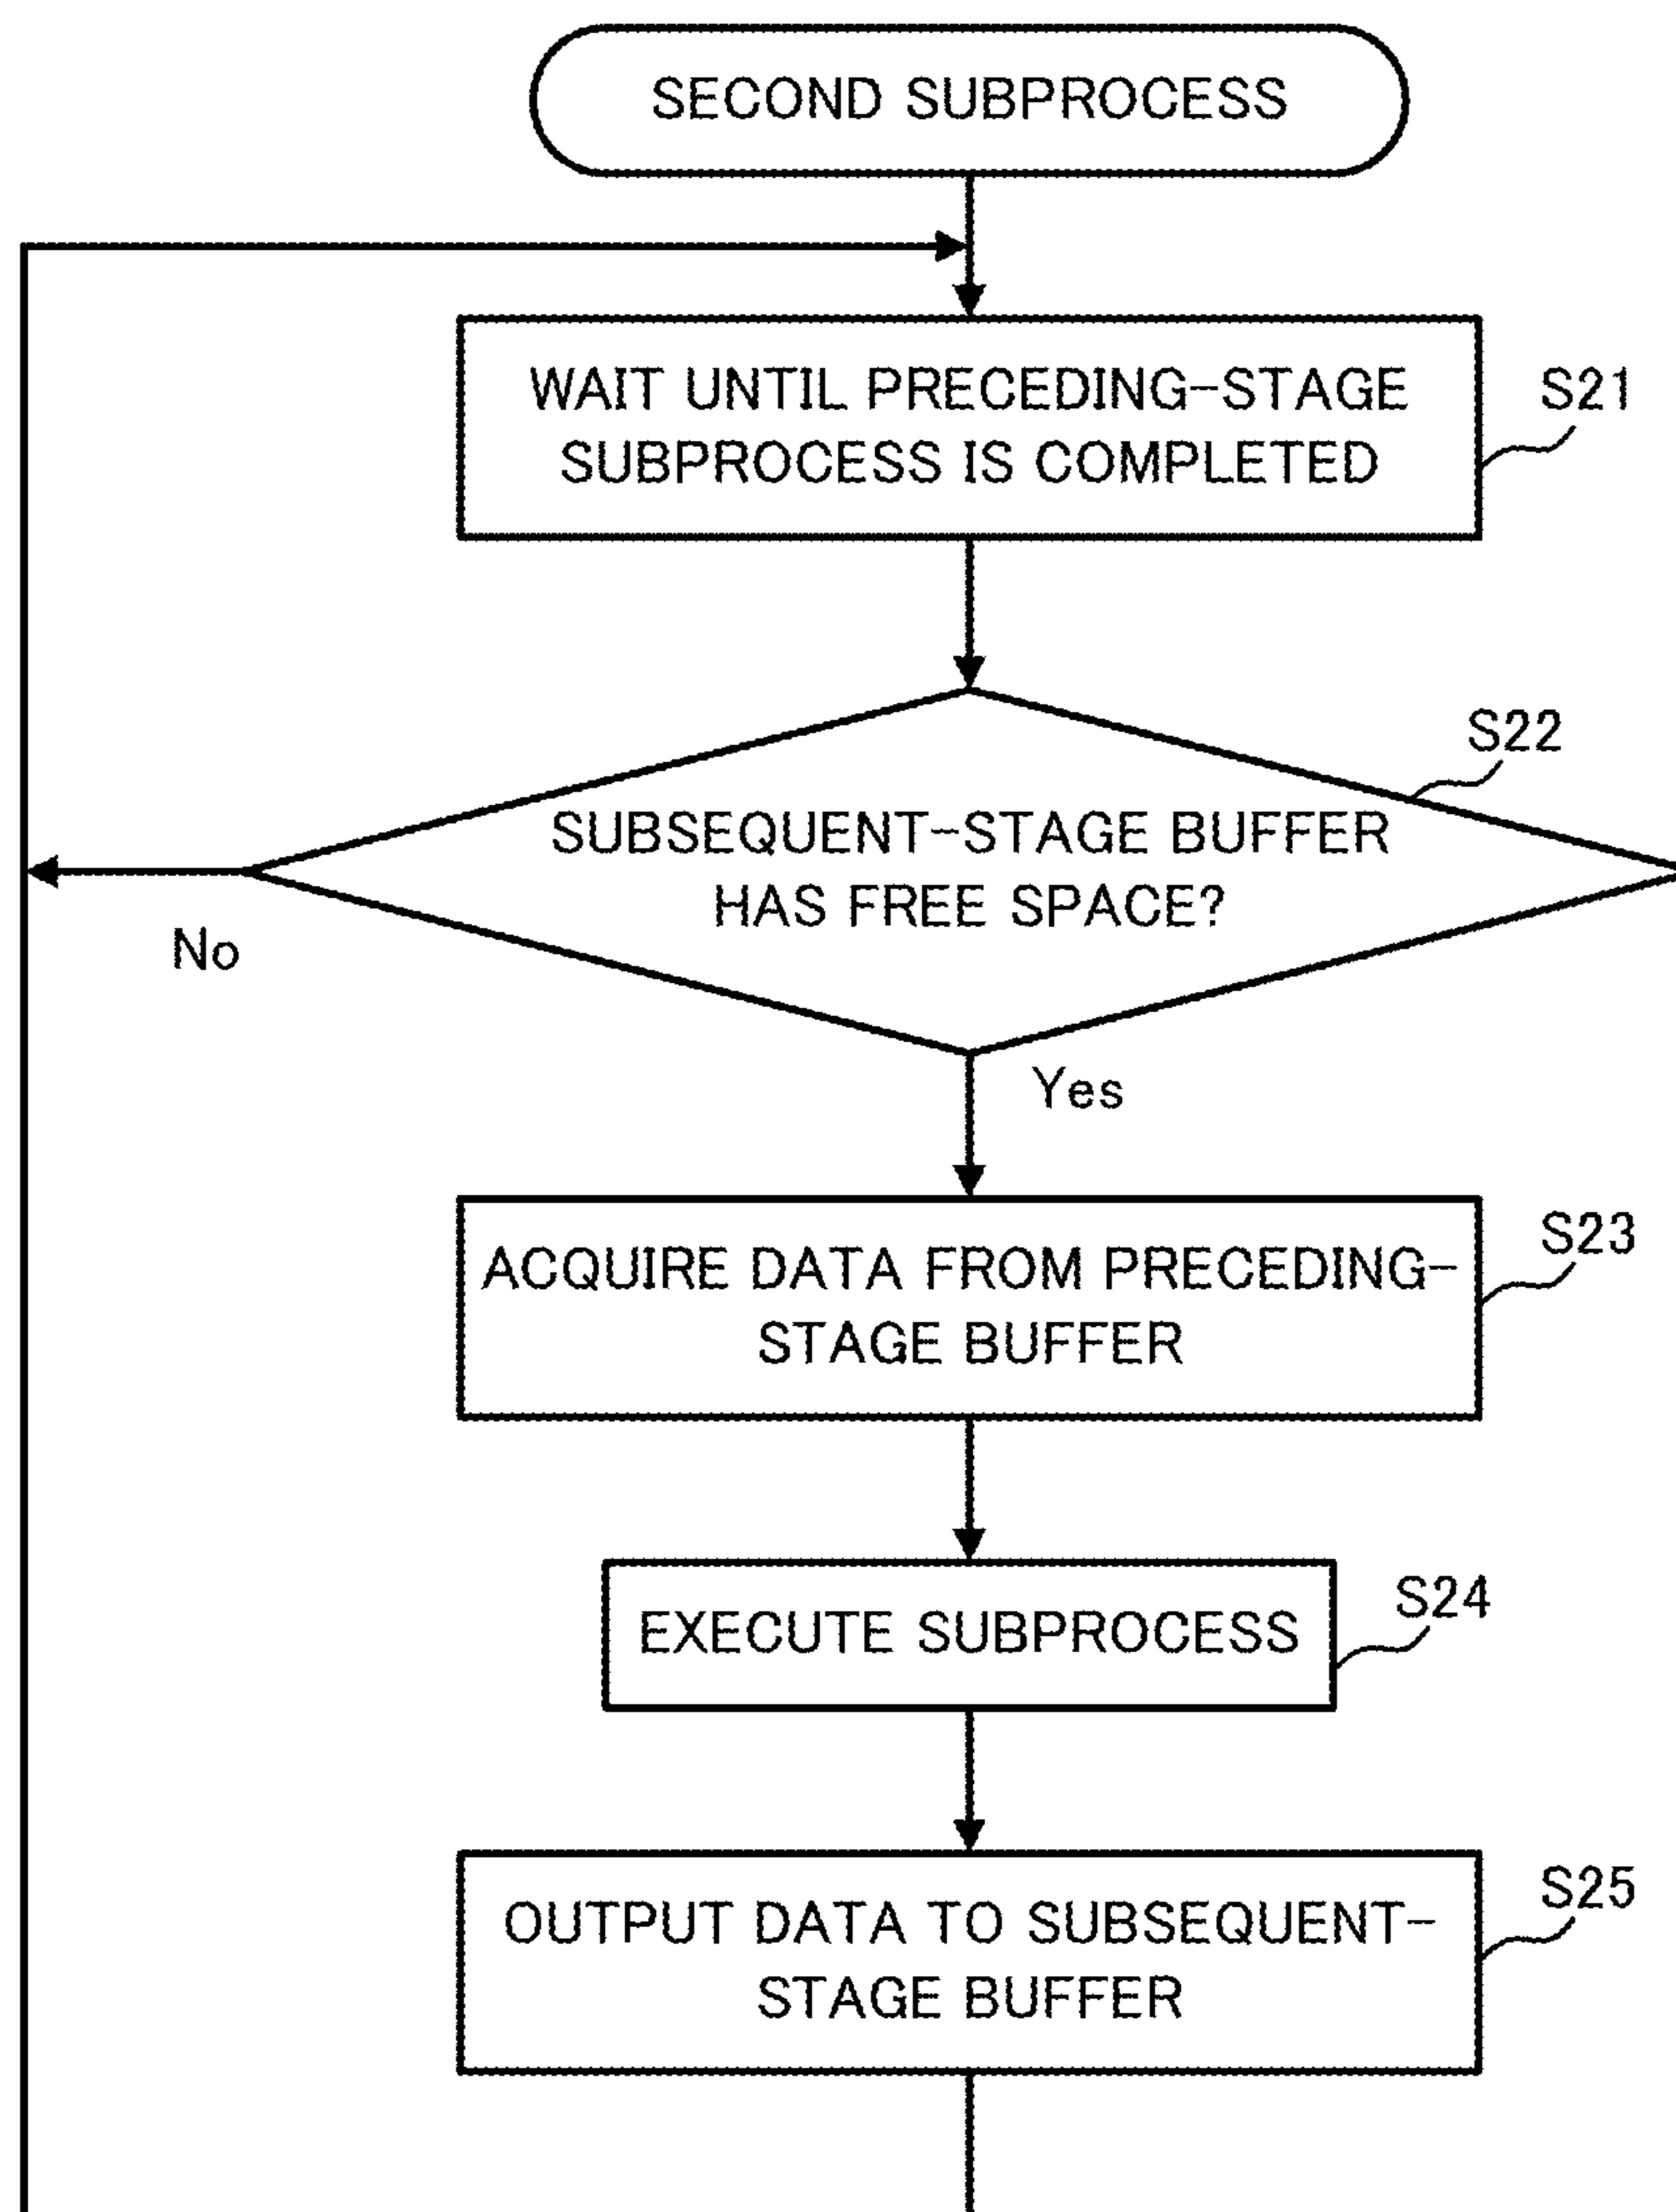 SECOND SUBPROCESS
WAIT UNTIL PRECEDING-STAGE
SUBPROCESS IS COMPLETED
S21
S22
SUBSEQUENT-STAGE BUFFER
HAS FREE SPACE?
No
Yes
ACQUIRE DATA FROM PRECEDING-
STAGE BUFFER
S23
EXECUTE SUBPROCESS
S24
OUTPUT DATA TO SUBSEQUENT-
STAGE BUFFER
S25